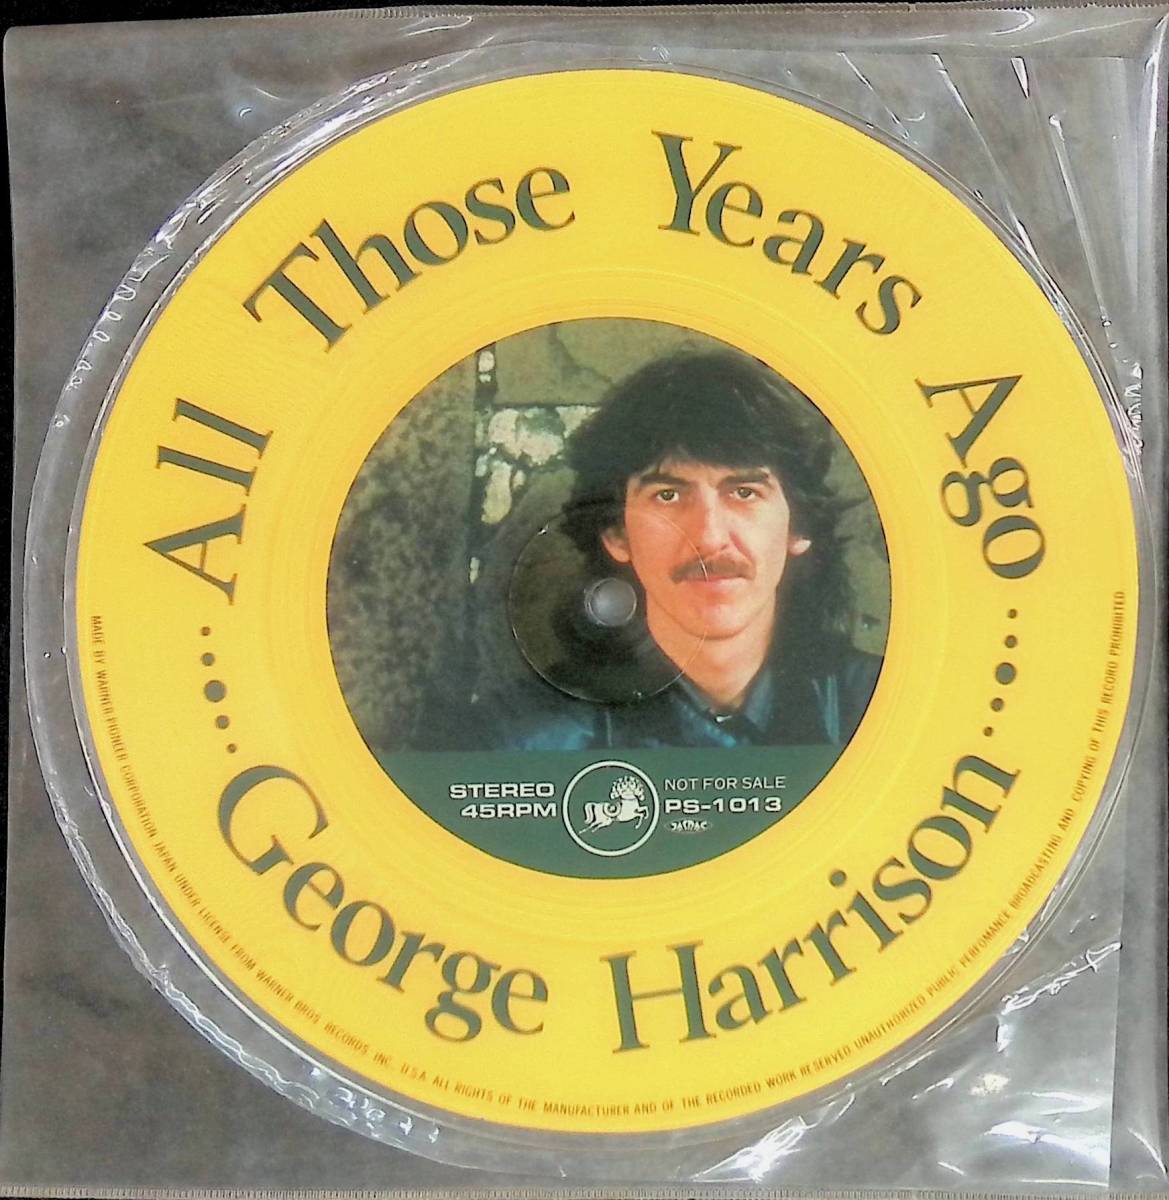 All Those Years Ago
STEREO
45RPM
NOT FOR SALE
PS-1013
JASRAC
George Harrison
MADE BY WARNER-PIONEER CORPORATION JAPAN UNDER LICENSE FROM WARNER BROS. RECORDS INC. U.S.A. ALL RIGHTS OF THE MANUFACTURER AND OF THE RECORDED WORK RESERVED UNAUTHORIZED PUBLIC PERFOMANCE BROADCASTING AND COPYING OF THIS RECORD PROHIBITED